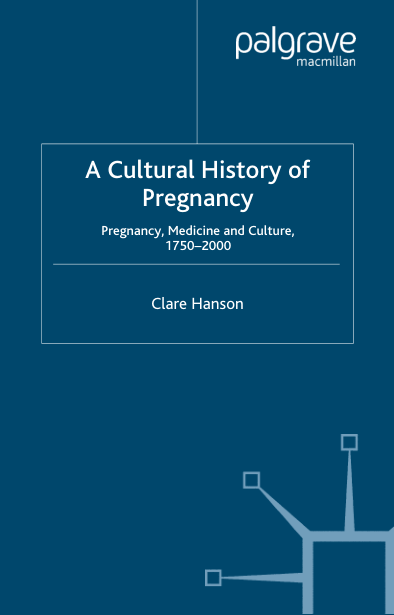 palgrave
macmillan
A Cultural History of
Pregnancy
Pregnancy, Medicine and Culture,
1750–2000
Clare Hanson